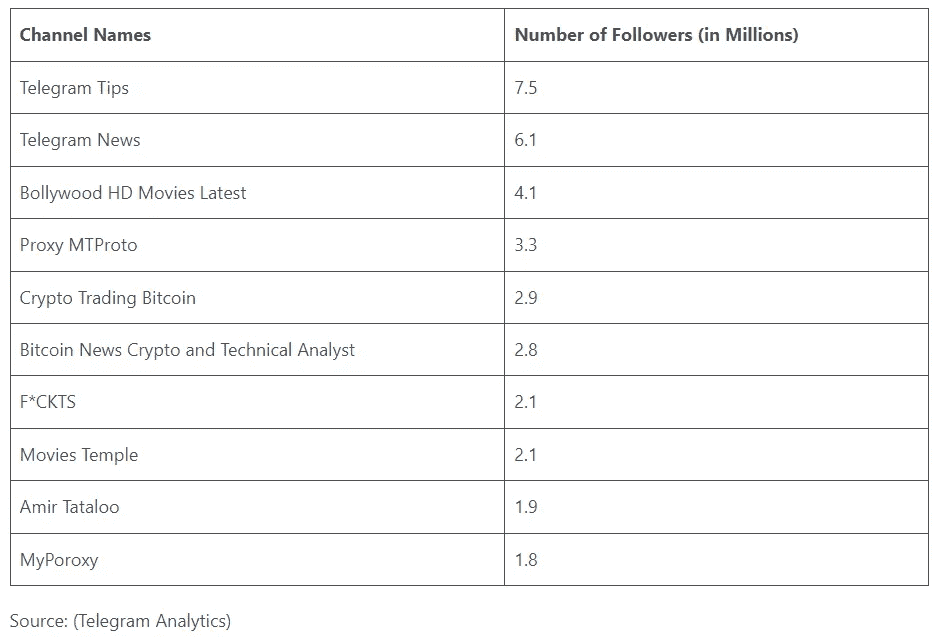 Channel Names Number of Followers (in Millions)
Telegram Tips 7.5
Telegram News 6.1
Bollywood HD Movies Latest 4.1
Proxy MTProto 3.3
Crypto Trading Bitcoin 2.9
Bitcoin News Crypto and Technical Analyst 2.8
F*CKTS 2.1
Movies Temple 2.1
Amir Tataloo 1.9
MyPoroxy 1.8
Source: (Telegram Analytics)